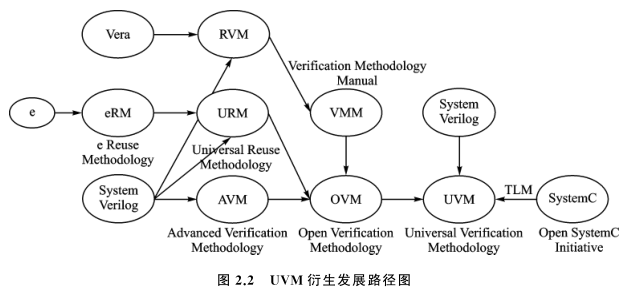 Vera
RVM
Verification Methodology
Manual
e
eRM
URM
VMM
System
Verilog
e Reuse
Methodology
Universal Reuse
Methodology
System
Verilog
AVM
OVM
UVM
TLM
SystemC
Advanced Verification
Methodology
Open Verification
Methodology
Universal Verification
Methodology
Open SystemC
Initiative
图 2.2 UVM 衍生发展路径图